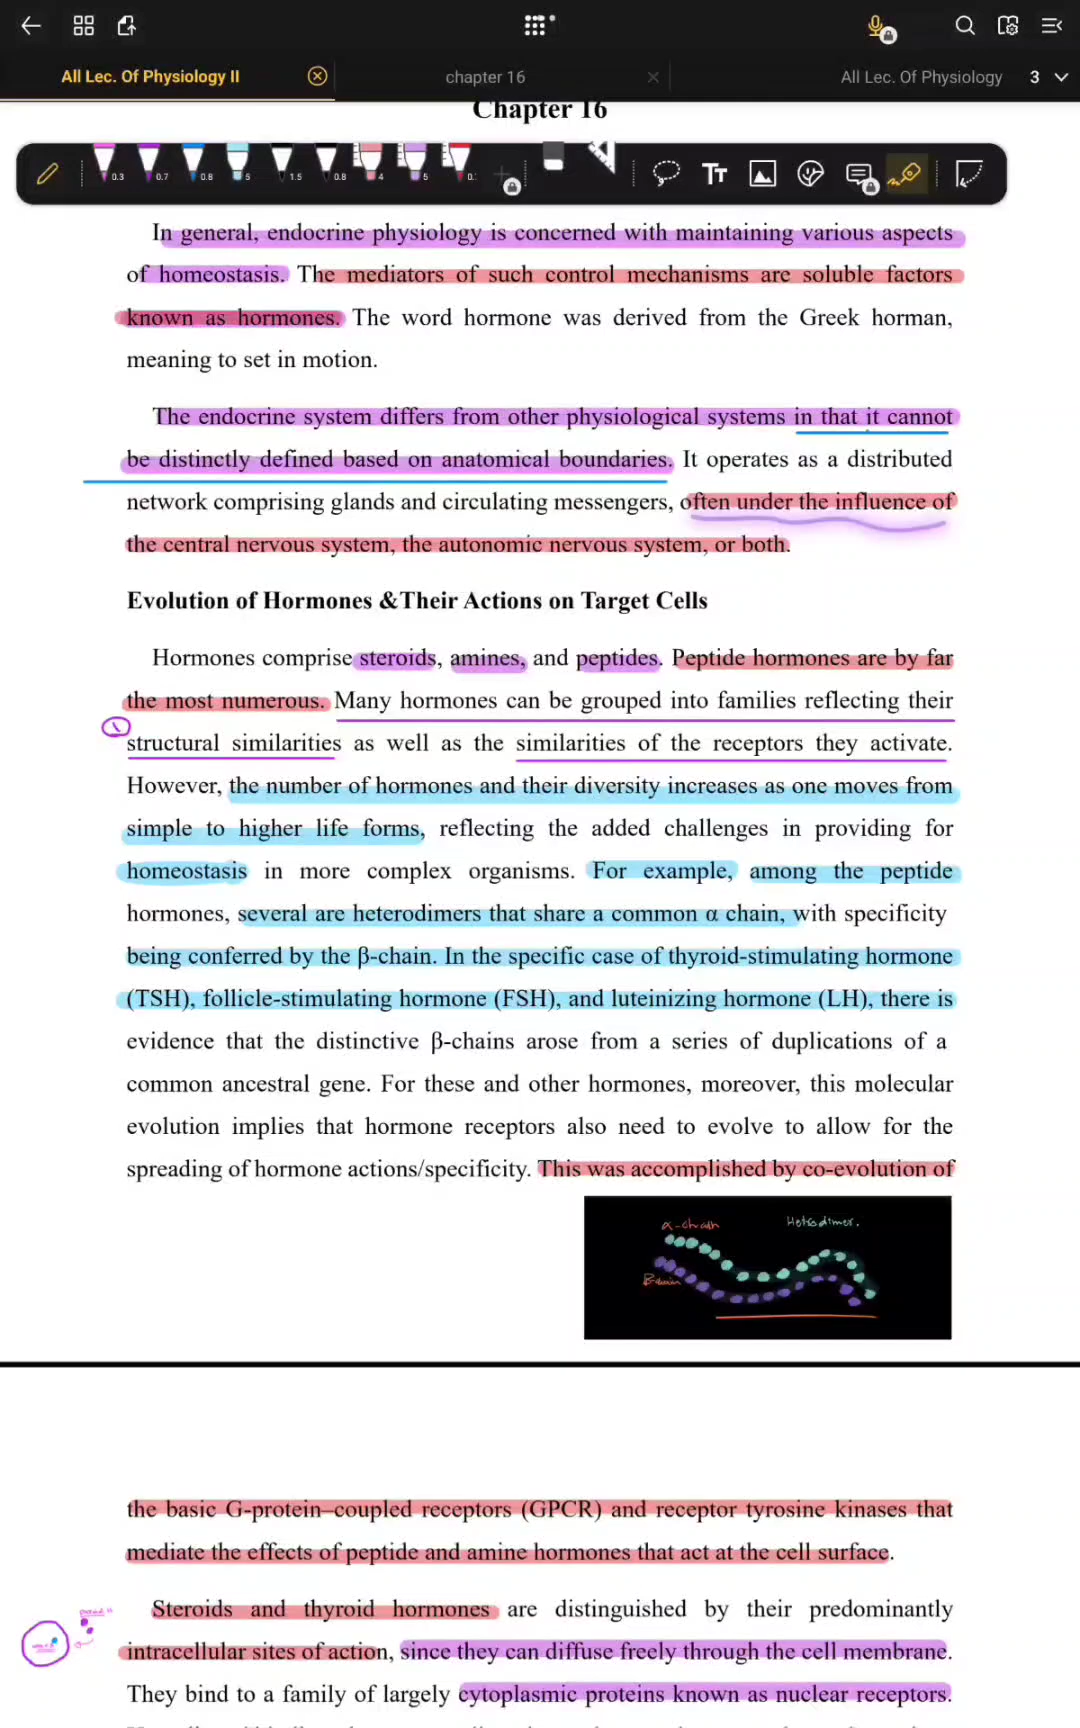 All Lec. Of Physiology II
chapter 16
All Lec. Of Physiology
3
Chapter 16
0.3 0.7 0.8 5 1.5 0.8 4 5 0.
Tт
In general, endocrine physiology is concerned with maintaining various aspects
of homeostasis. The mediators of such control mechanisms are soluble factors
known as hormones. The word hormone was derived from the Greek horman,
meaning to set in motion.
The endocrine system differs from other physiological systems in that it cannot
be distinctly defined based on anatomical boundaries. It operates as a distributed
network comprising glands and circulating messengers, often under the influence of
the central nervous system, the autonomic nervous system, or both.
Evolution of Hormones &Their Actions on Target Cells
Hormones comprise steroids, amines, and peptides. Peptide hormones are by far
the most numerous. Many hormones can be grouped into families reflecting their
structural similarities as well as the similarities of the receptors they activate.
However, the number of hormones and their diversity increases as one moves from
simple to higher life forms, reflecting the added challenges in providing for
homeostasis in more complex organisms. For example, among the peptide
hormones, several are heterodimers that share a common α chain, with specificity
being conferred by the β-chain. In the specific case of thyroid-stimulating hormone
(TSH), follicle-stimulating hormone (FSH), and luteinizing hormone (LH), there is
evidence that the distinctive β-chains arose from a series of duplications of a
common ancestral gene. For these and other hormones, moreover, this molecular
evolution implies that hormone receptors also need to evolve to allow for the
spreading of hormone actions/specificity. This was accomplished by co-evolution of
α-chain
Hetrodimer.
the basic G-protein–coupled receptors (GPCR) and receptor tyrosine kinases that
mediate the effects of peptide and amine hormones that act at the cell surface.
Steroids and thyroid hormones are distinguished by their predominantly
intracellular sites of action, since they can diffuse freely through the cell membrane.
They bind to a family of largely cytoplasmic proteins known as nuclear receptors.